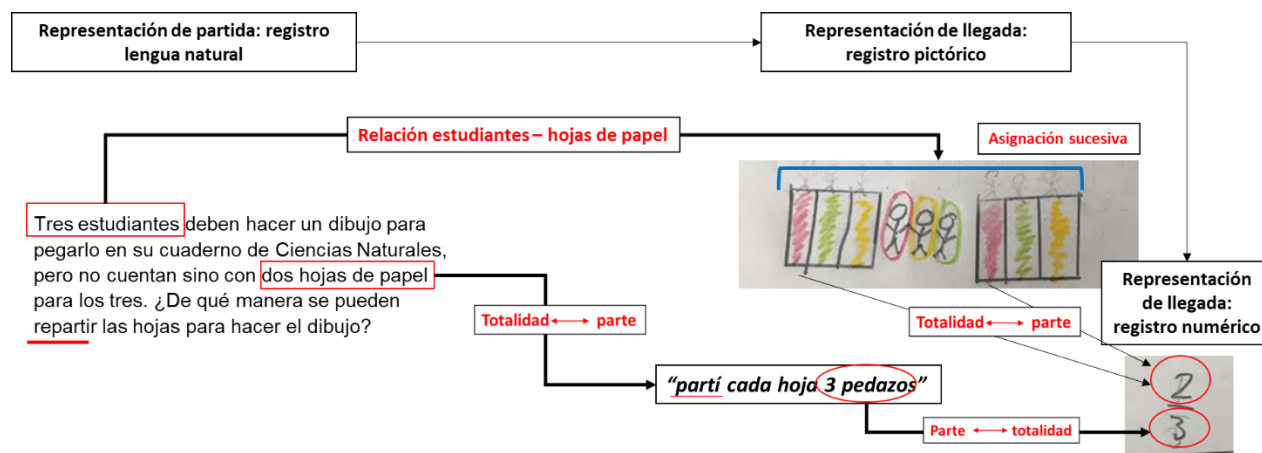 Representación de partida: registro
lengua natural
Representación de llegada:
registro pictórico
Relación estudiantes – hojas de papel
Asignación sucesiva
Tres estudiantes deben hacer un dibujo para
pegarlo en su cuaderno de Ciencias Naturales,
pero no cuentan sino con dos hojas de papel
para los tres. ¿De qué manera se pueden
repartir las hojas para hacer el dibujo?
Totalidad ⟷ parte
Totalidad ⟷ parte
Representación
de llegada:
registro numérico
"partí cada hoja 3 pedazos"
Parte ⟷ totalidad
2
3